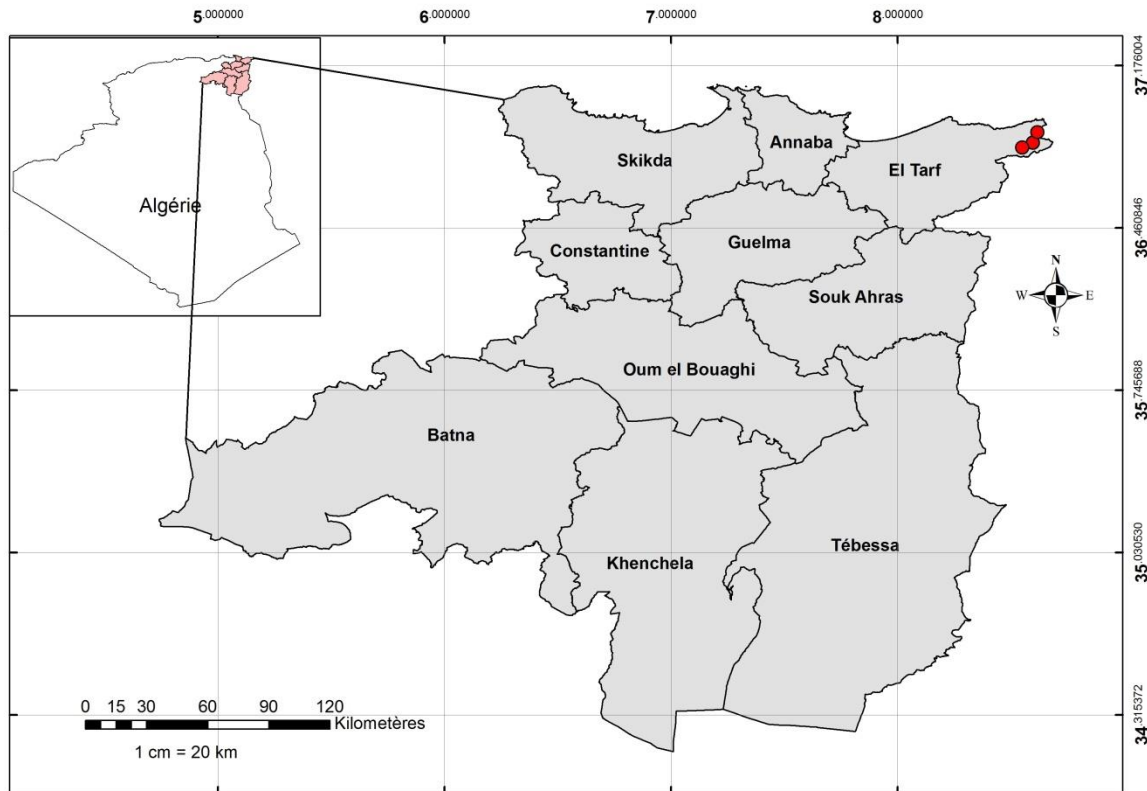 5.000000
6.000000
7.000000
8.000000
37.176004
36.460846
35.745688
35.030530
34.315372
Algérie
Skikda
Annaba
El Tarf
Constantine
Guelma
Souk Ahras
Oum el Bouaghi
Batna
Khenchela
Tébessa
N
W E
S
0 15 30 60 90 120
Kilometères
1 cm = 20 km